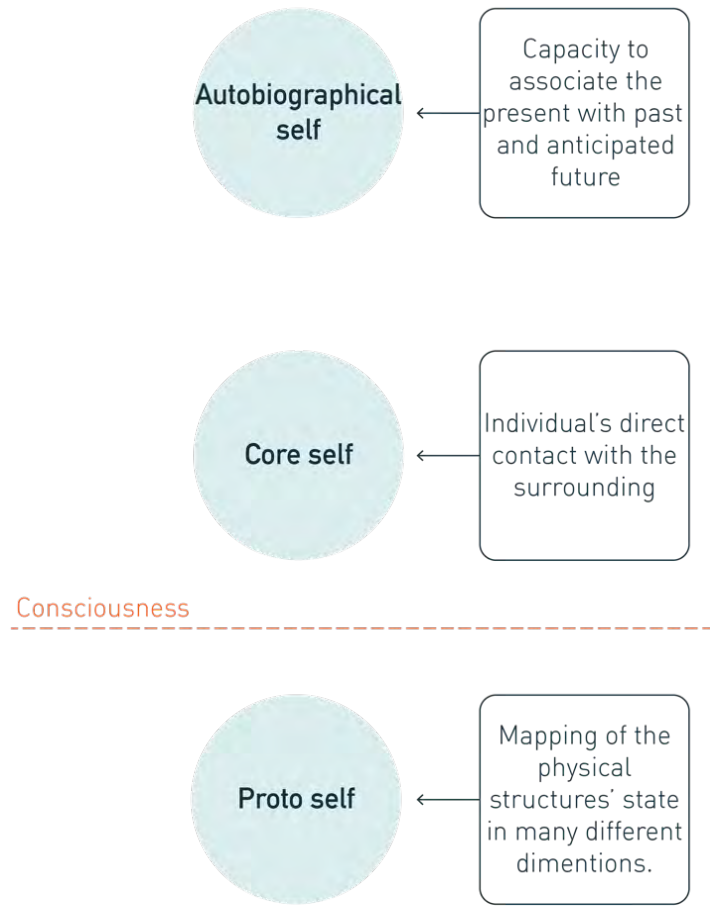 Autobiographical
self
Capacity to
associate the
present with past
and anticipated
future
Core self
Individual's direct
contact with the
surrounding
Consciousness
Proto self
Mapping of the
physical
structures' state
in many different
dimentions.